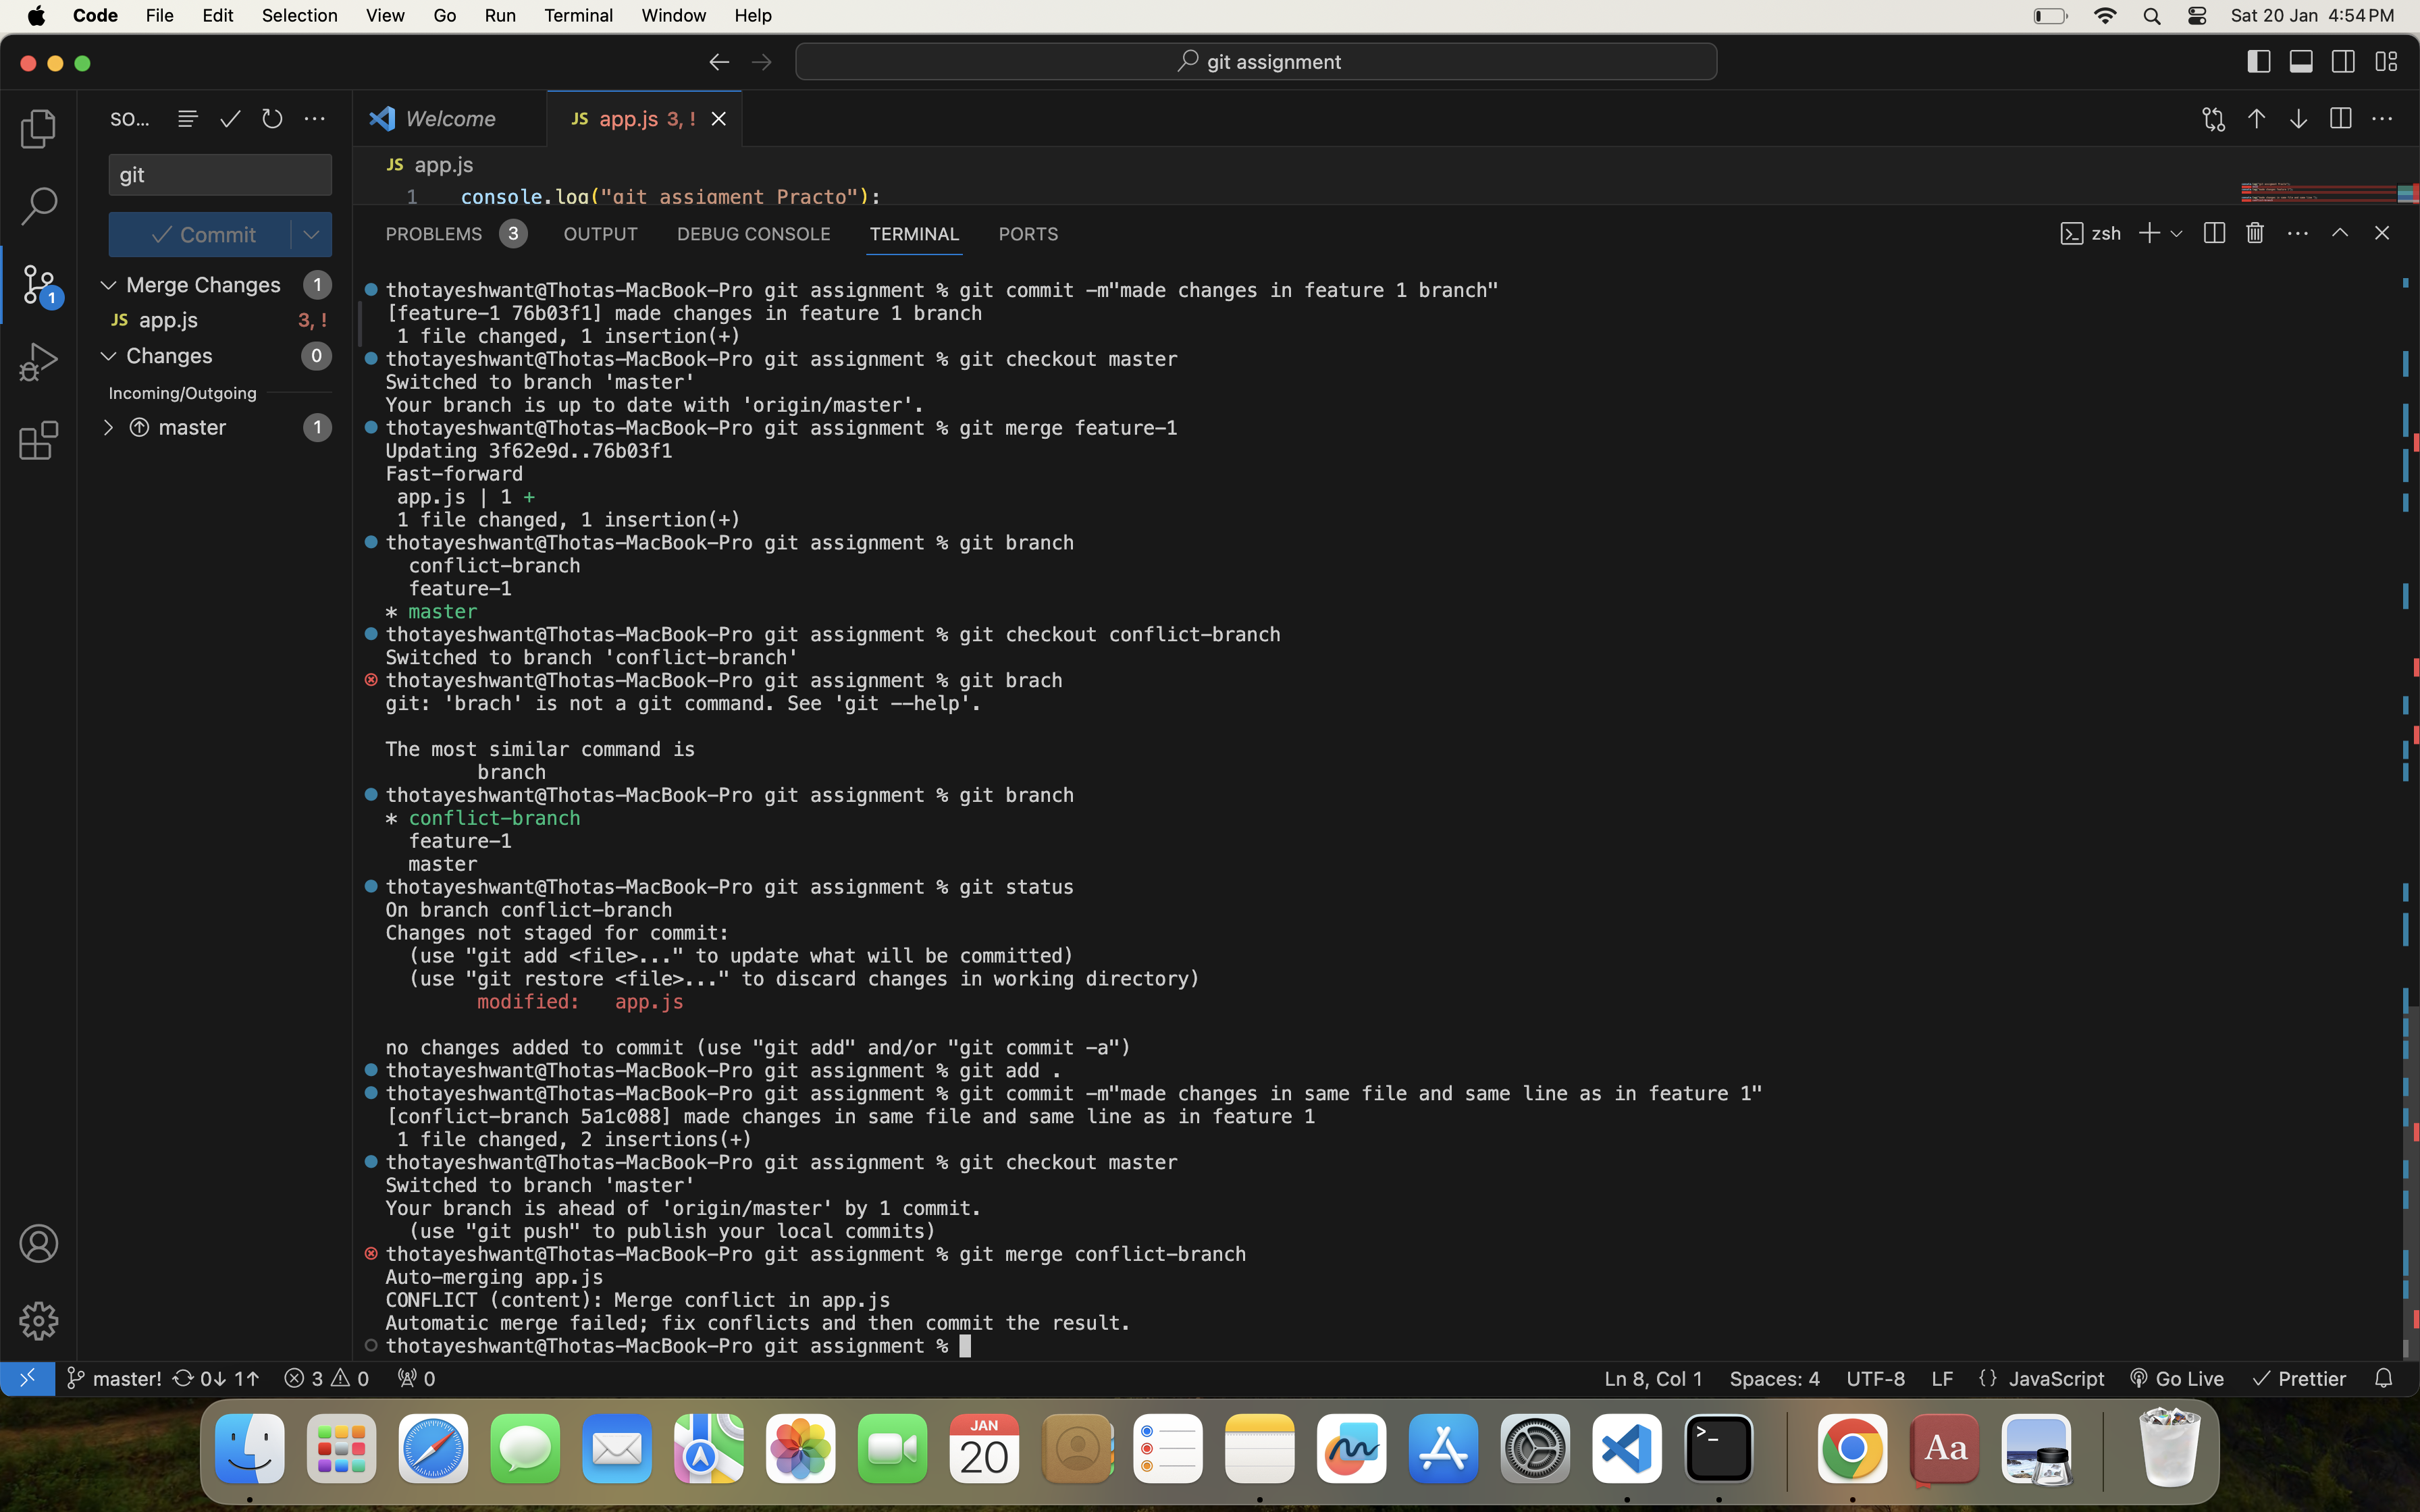 Code File Edit Selection View Go Run Terminal Window Help Sat 20 Jan 4:54 PM
git assignment
SO...
Welcome
JS app.js 3, !
git
JS app.js
1 console.log("git assigment Practo");
Commit
PROBLEMS 3 OUTPUT DEBUG CONSOLE TERMINAL PORTS zsh
Merge Changes 1
JS app.js 3, !
Changes 0
Incoming/Outgoing
master 1
1
thotayeshwant@Thotas-MacBook-Pro git assignment % git commit -m"made changes in feature 1 branch"
[feature-1 76b03f1] made changes in feature 1 branch
1 file changed, 1 insertion(+)
thotayeshwant@Thotas-MacBook-Pro git assignment % git checkout master
Switched to branch 'master'
Your branch is up to date with 'origin/master'.
thotayeshwant@Thotas-MacBook-Pro git assignment % git merge feature-1
Updating 3f62e9d..76b03f1
Fast-forward
app.js | 1 +
1 file changed, 1 insertion(+)
thotayeshwant@Thotas-MacBook-Pro git assignment % git branch
conflict-branch
feature-1
* master
thotayeshwant@Thotas-MacBook-Pro git assignment % git checkout conflict-branch
Switched to branch 'conflict-branch'
thotayeshwant@Thotas-MacBook-Pro git assignment % git brach
git: 'brach' is not a git command. See 'git --help'.
The most similar command is
branch
thotayeshwant@Thotas-MacBook-Pro git assignment % git branch
* conflict-branch
feature-1
master
thotayeshwant@Thotas-MacBook-Pro git assignment % git status
On branch conflict-branch
Changes not staged for commit:
(use "git add <file>..." to update what will be committed)
(use "git restore <file>..." to discard changes in working directory)
modified: app.js
no changes added to commit (use "git add" and/or "git commit -a")
thotayeshwant@Thotas-MacBook-Pro git assignment % git add .
thotayeshwant@Thotas-MacBook-Pro git assignment % git commit -m"made changes in same file and same line as in feature 1"
[conflict-branch 5a1c088] made changes in same file and same line as in feature 1
1 file changed, 2 insertions(+)
thotayeshwant@Thotas-MacBook-Pro git assignment % git checkout master
Switched to branch 'master'
Your branch is ahead of 'origin/master' by 1 commit.
(use "git push" to publish your local commits)
thotayeshwant@Thotas-MacBook-Pro git assignment % git merge conflict-branch
Auto-merging app.js
CONFLICT (content): Merge conflict in app.js
Automatic merge failed; fix conflicts and then commit the result.
thotayeshwant@Thotas-MacBook-Pro git assignment %
master! 0↓ 1↑ 3 0 0 Ln 8, Col 1 Spaces: 4 UTF-8 LF {} JavaScript Go Live Prettier
JAN
20
>_
Aa